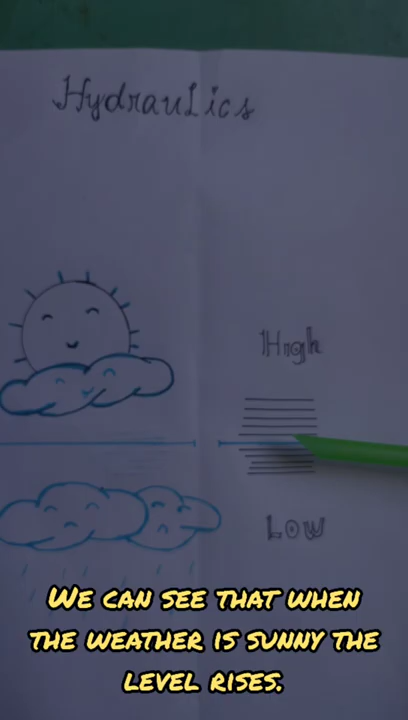 Hydraulics
High
Low
We can see that when
the weather is sunny the
level rises.